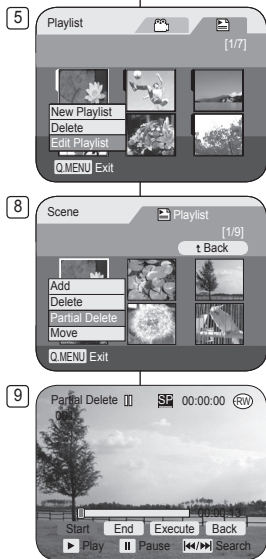 5
Playlist
[1/7]
New Playlist
Delete
Edit Playlist
Q.MENU Exit
8
Scene Playlist
[1/9]
Back
Add
Delete
Partial Delete
Move
Q.MENU Exit
9
Partial Delete SP 00:00:00 RW
00:00:13
Start End Execute Back
Play Pause Search